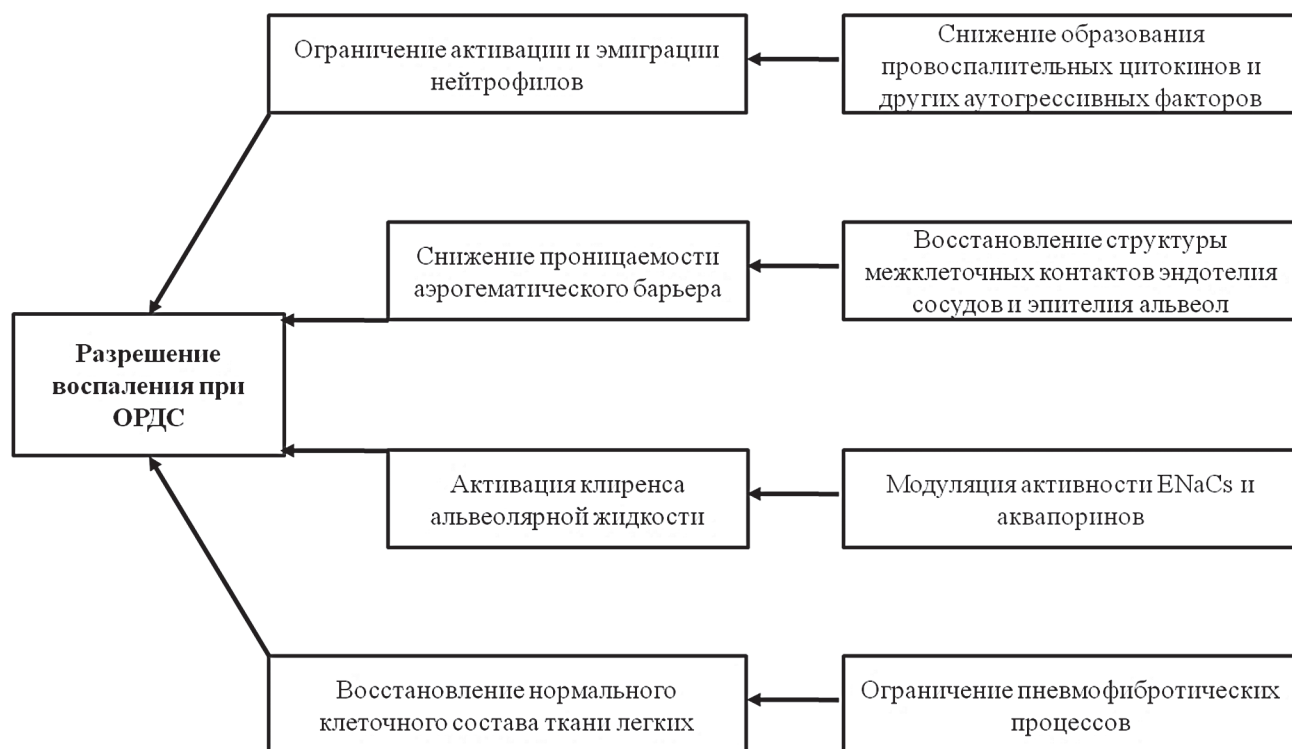 Ограничение активации и эмиграции
нейтрофилов
Снижение образования
провоспалительных цитокинов и
других аутогрессивных факторов
Снижение проницаемости
аэрогематического барьера
Восстановление структуры
межклеточных контактов эндотелия
сосудов и эпителия альвеол
Разрешение
воспаления при
ОРДС
Активация клиренса
альвеолярной жидкости
Модуляция активности ENaCs и
аквапоринов
Восстановление нормального
клеточного состава ткани легких
Ограничение пневмофибротических
процессов